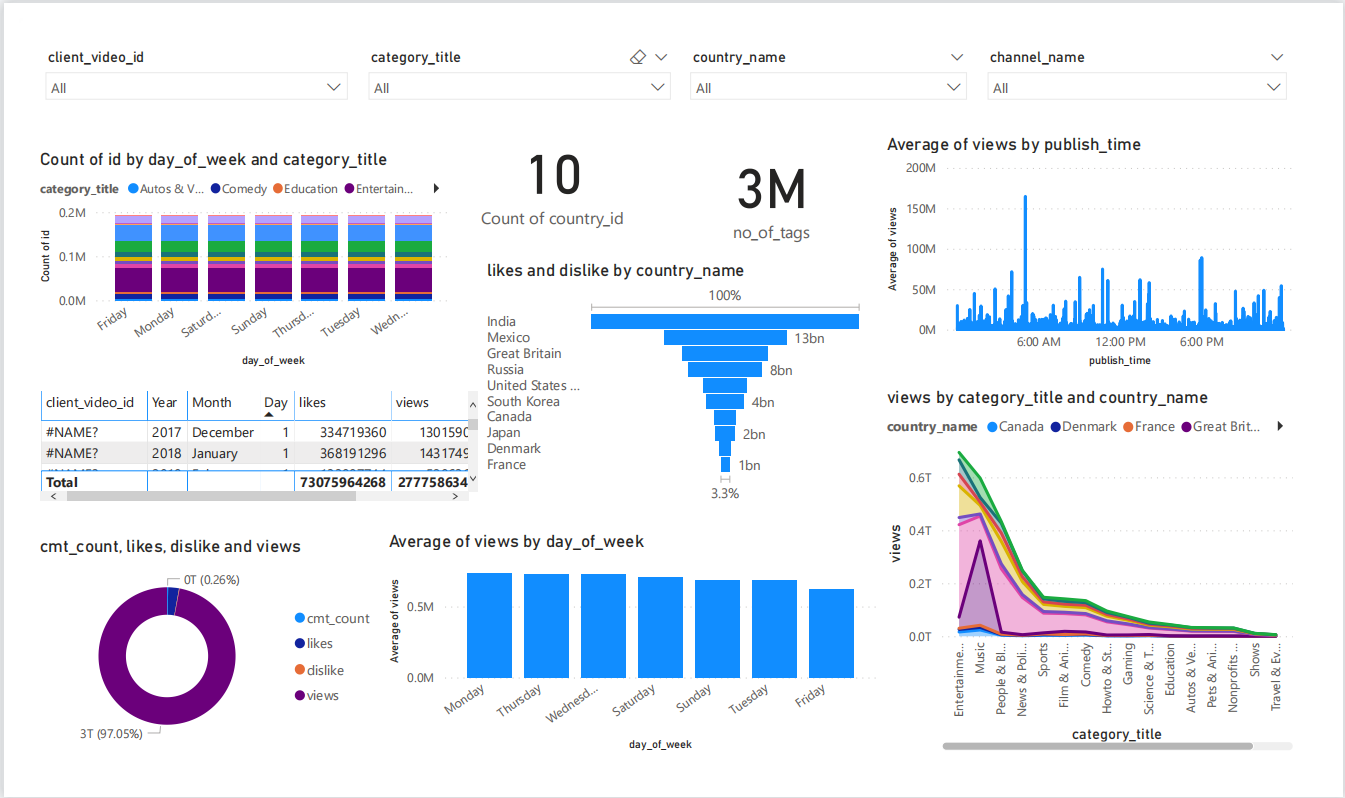 client_video_id
category_title
country_name
channel_name
All
All
All
All
Count of id by day_of_week and category_title
category_title Autos & V... Comedy Education Entertain...
0.2M
0.1M
0.0M
Count of id
Friday
Monday
Saturd...
Sunday
Thursd...
Tuesday
Wedn...
day_of_week
10
Count of country_id
3M
no_of_tags
Average of views by publish_time
200M
150M
100M
50M
0M
Average of views
6:00 AM
12:00 PM
6:00 PM
publish_time
likes and dislike by country_name
100%
India
Mexico 13bn
Great Britain
Russia 8bn
United States ...
South Korea 4bn
Canada
Japan 2bn
Denmark
France 1bn
3.3%
client_video_id Year Month Day likes views
#NAME? 2017 December 1 334719360 1301590
#NAME? 2018 January 1 368191296 1431749
Total 73075964268 277758634
views by category_title and country_name
country_name Canada Denmark France Great Brit...
0.6T
0.4T
0.2T
0.0T
views
Entertainme...
Music
People & Bl...
News & Poli...
Sports
Film & Ani...
Comedy
Howto & St...
Gaming
Science & T...
Education
Autos & Ve...
Pets & Ani...
Nonprofits ...
Shows
Travel & Ev...
category_title
cmt_count, likes, dislike and views
0T (0.26%)
3T (97.05%)
cmt_count
likes
dislike
views
Average of views by day_of_week
0.5M
0.0M
Average of views
Monday
Thursday
Wednesd...
Saturday
Sunday
Tuesday
Friday
day_of_week